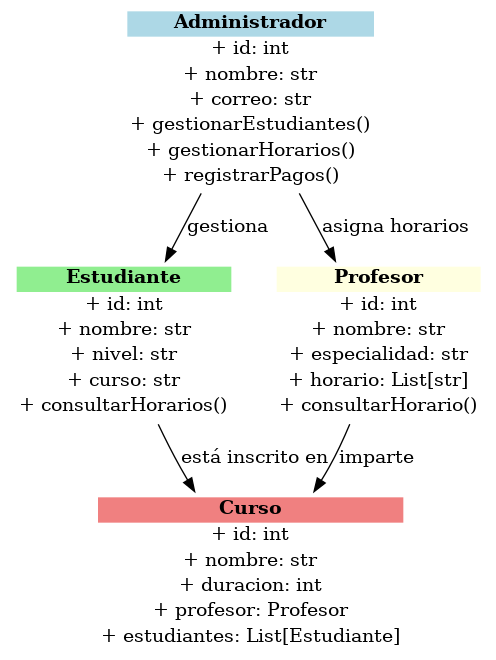 Administrador
+ id: int
+ nombre: str
+ correo: str
+ gestionarEstudiantes()
+ gestionarHorarios()
+ registrarPagos()
gestiona
asigna horarios
Estudiante
+ id: int
+ nombre: str
+ nivel: str
+ curso: str
+ consultarHorarios()
Profesor
+ id: int
+ nombre: str
+ especialidad: str
+ horario: List[str]
+ consultarHorario()
está inscrito en
imparte
Curso
+ id: int
+ nombre: str
+ duracion: int
+ profesor: Profesor
+ estudiantes: List[Estudiante]